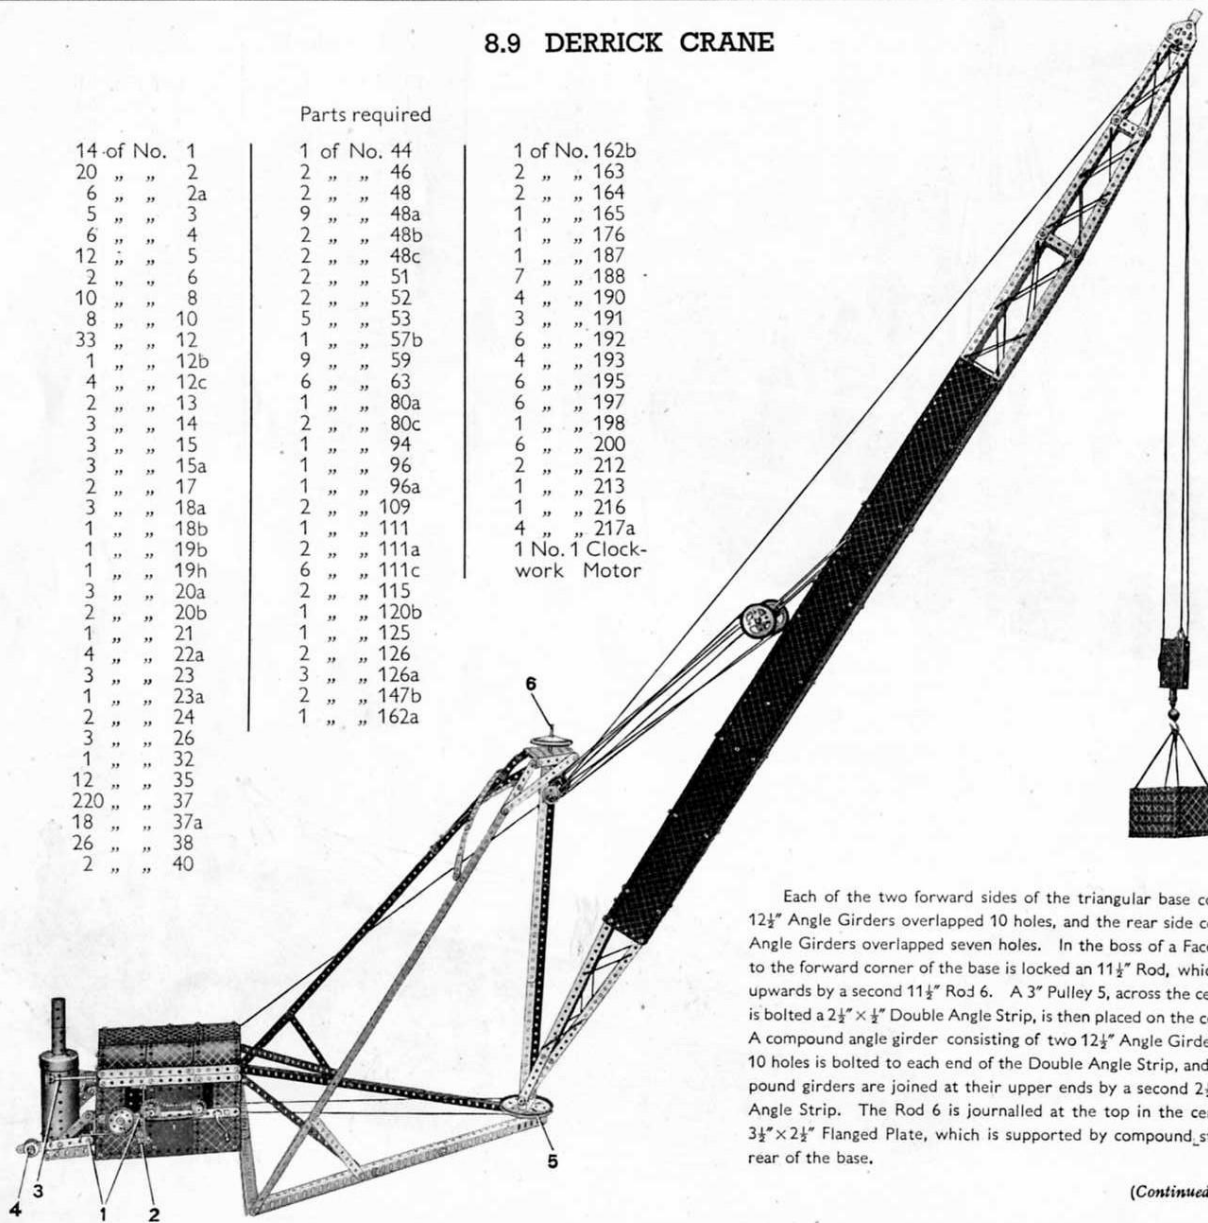 8.9 DERRICK CRANE
Parts required
14 of No. 1
20 „ „ 2
6 „ „ 2a
5 „ „ 3
6 „ „ 4
12 „ „ 5
2 „ „ 6
10 „ „ 8
8 „ „ 10
33 „ „ 12
1 „ „ 12b
4 „ „ 12c
2 „ „ 13
3 „ „ 14
3 „ „ 15
3 „ „ 15a
2 „ „ 17
3 „ „ 18a
1 „ „ 18b
1 „ „ 19b
1 „ „ 19h
3 „ „ 20a
2 „ „ 20b
1 „ „ 21
4 „ „ 22a
3 „ „ 23
1 „ „ 23a
2 „ „ 24
3 „ „ 26
1 „ „ 32
12 „ „ 35
220 „ „ 37
18 „ „ 37a
26 „ „ 38
2 „ „ 40
1 of No. 44
2 „ „ 46
2 „ „ 48
9 „ „ 48a
2 „ „ 48b
2 „ „ 48c
2 „ „ 51
2 „ „ 52
5 „ „ 53
1 „ „ 57b
9 „ „ 59
6 „ „ 63
1 „ „ 80a
2 „ „ 80c
1 „ „ 94
1 „ „ 96
1 „ „ 96a
2 „ „ 109
1 „ „ 111
2 „ „ 111a
6 „ „ 111c
2 „ „ 115
1 „ „ 120b
1 „ „ 125
2 „ „ 126
3 „ „ 126a
2 „ „ 147b
1 „ „ 162a
1 of No. 162b
2 „ „ 163
2 „ „ 164
1 „ „ 165
1 „ „ 176
1 „ „ 187
7 „ „ 188
4 „ „ 190
3 „ „ 191
6 „ „ 192
4 „ „ 193
6 „ „ 195
6 „ „ 197
1 „ „ 198
6 „ „ 200
2 „ „ 212
1 „ „ 213
1 „ „ 216
4 „ „ 217a
1 No. 1 Clock-
work Motor
6
5
4
3
1
2
Each of the two forward sides of the triangular base
12½″ Angle Girders overlapped 10 holes, and the rear side
Angle Girders overlapped seven holes. In the boss of a
to the forward corner of the base is locked an 11½″ Rod,
upwards by a second 11½″ Rod 6. A 3″ Pulley 5, across the
is bolted a 2½″×½″ Double Angle Strip, is then placed on the
A compound angle girder consisting of two 12½″ Angle
10 holes is bolted to each end of the Double Angle Strip, and
pound girders are joined at their upper ends by a second
Angle Strip. The Rod 6 is journalled at the top in the
3½″×2½″ Flanged Plate, which is supported by compound
rear of the base.
(Continued